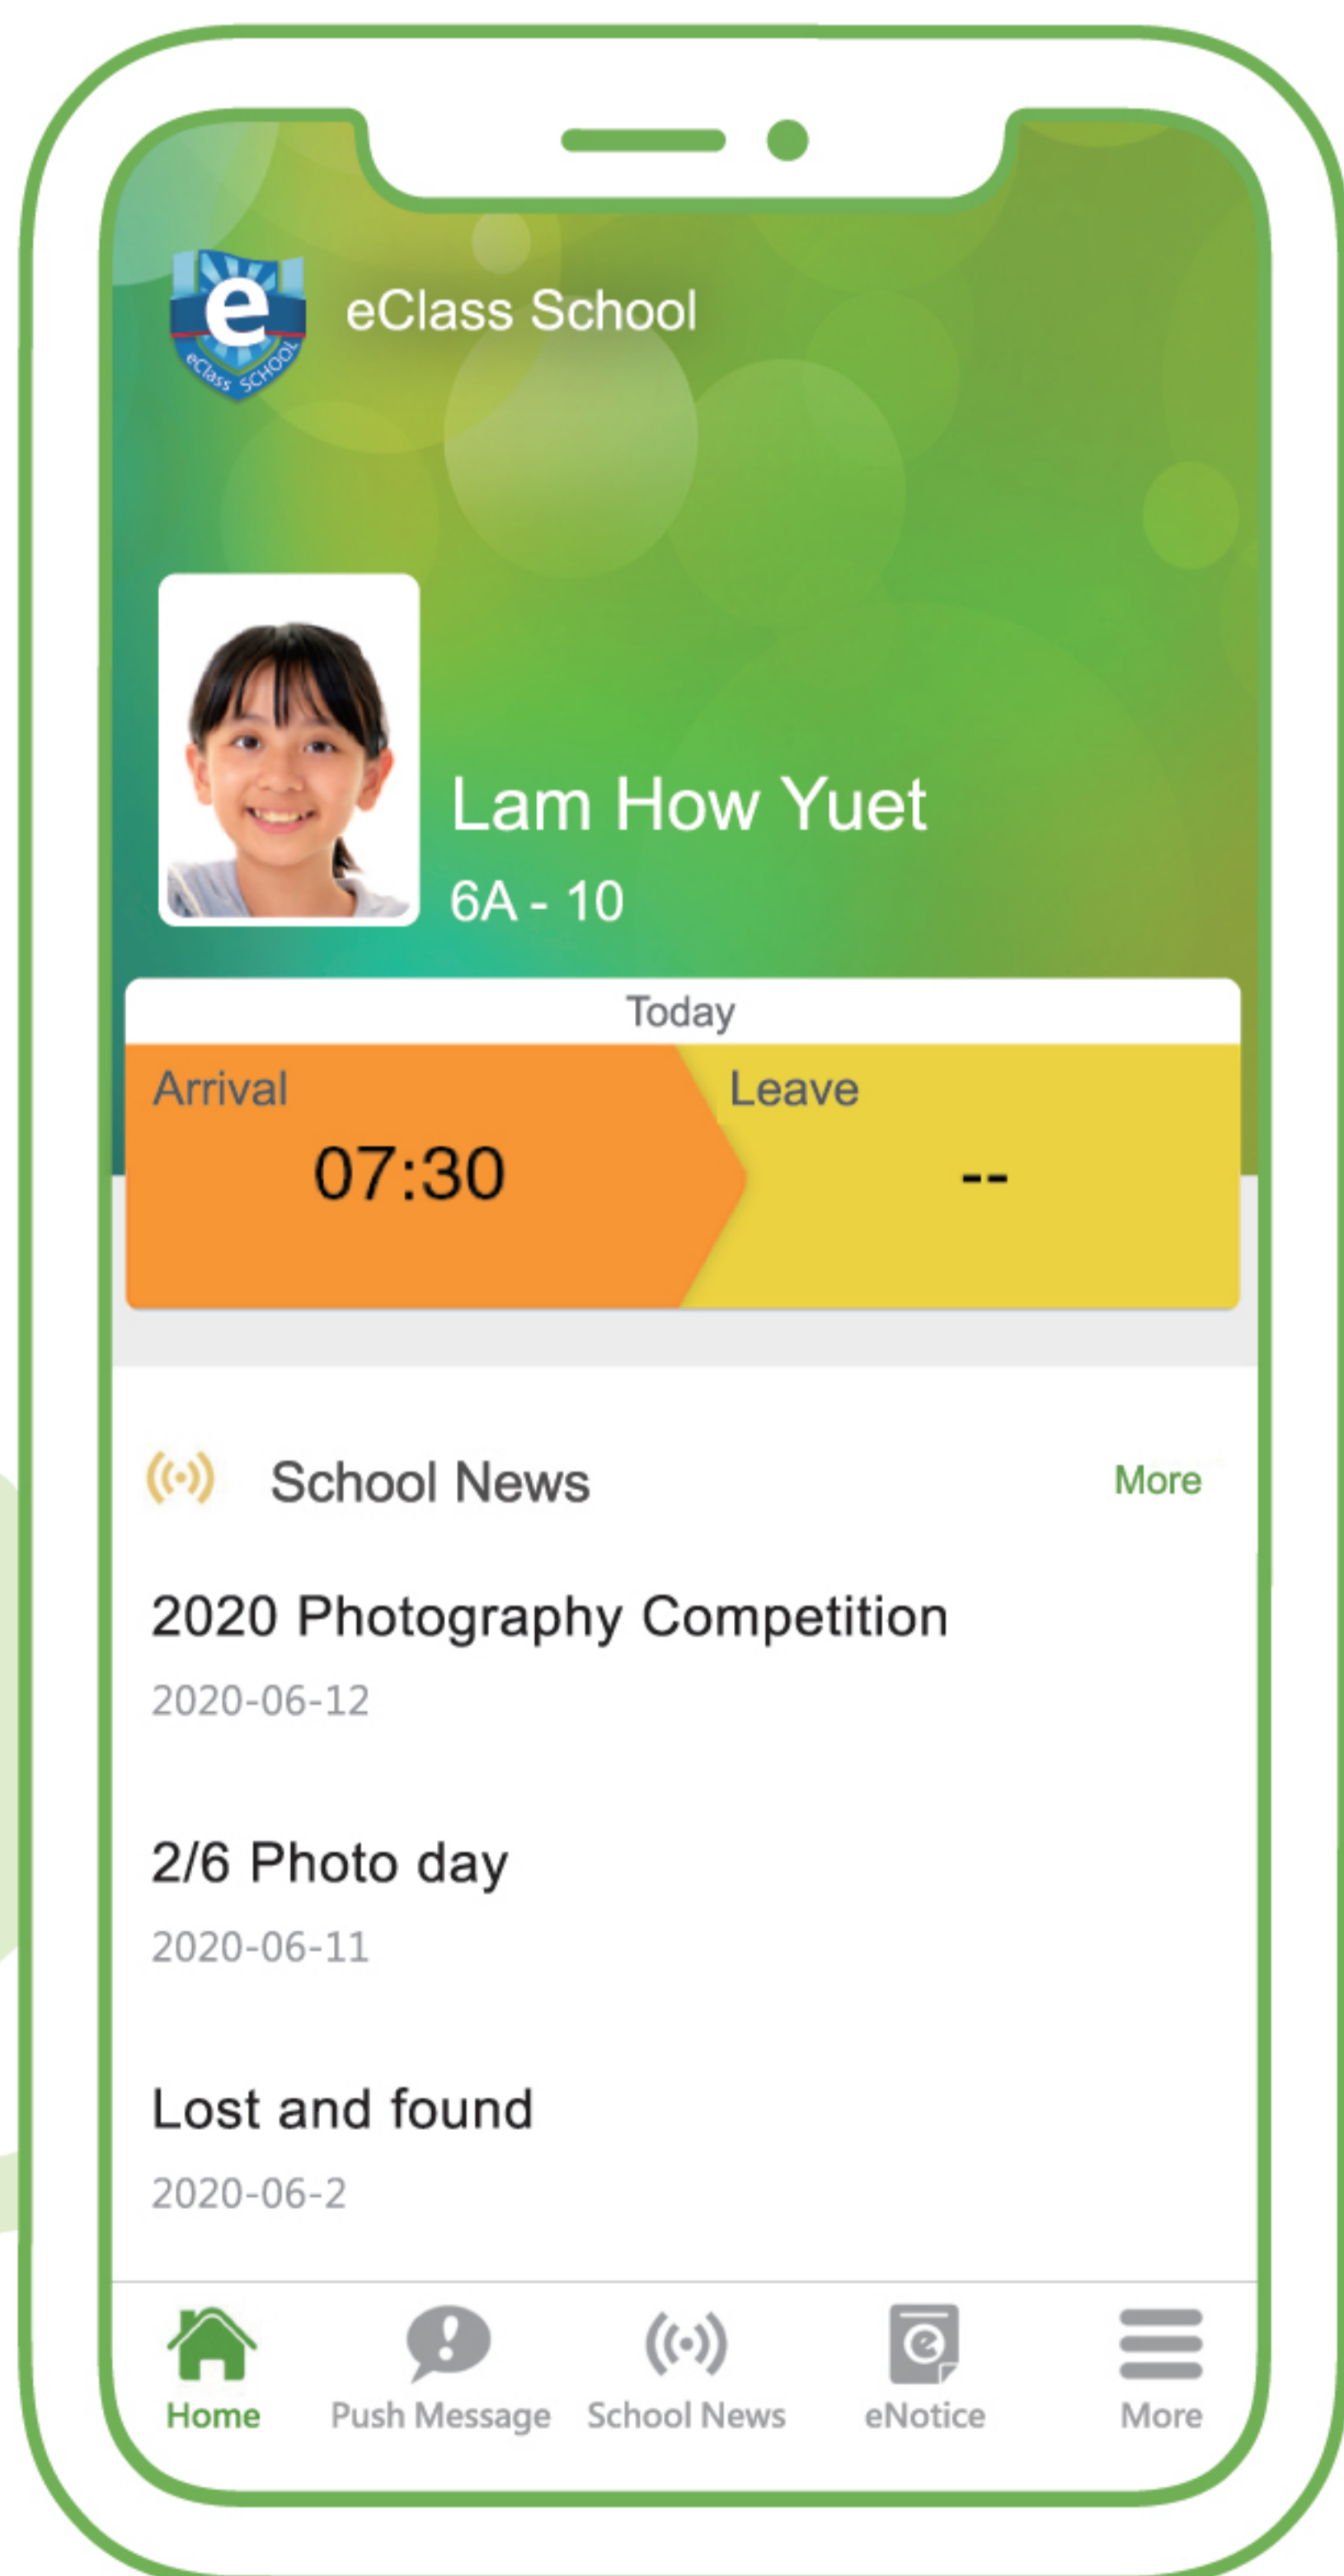 e
eClass SCHOOL
eClass School
Lam How Yuet
6A - 10
Today
Arrival
Leave
07:30
--
School News
More
2020 Photography Competition
2020-06-12
2/6 Photo day
2020-06-11
Lost and found
2020-06-2
Home
Push Message
School News
eNotice
More